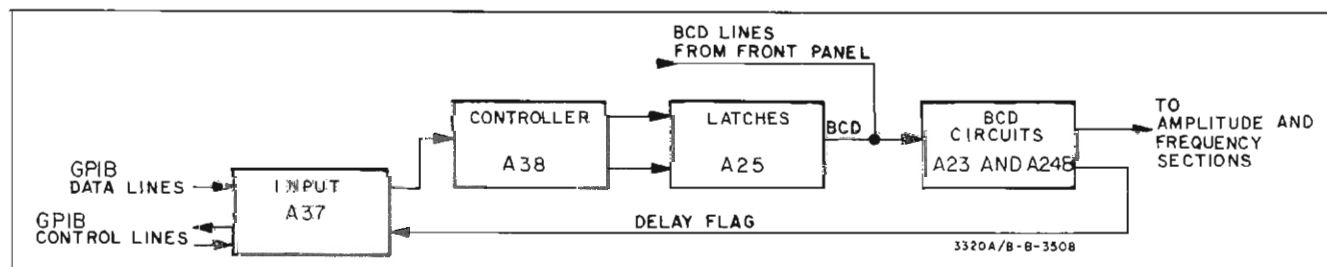 BCD LINES
FROM FRONT PANEL
CONTROLLER
A38
LATCHES
A25
BCD
BCD
CIRCUITS
A23 AND A24B
TO
AMPLITUDE AND
FREQUENCY
SECTIONS
GPIB
DATA LINES
GPIB
CONTROL LINES
INPUT
A37
DELAY FLAG
3320A/B-B-3508